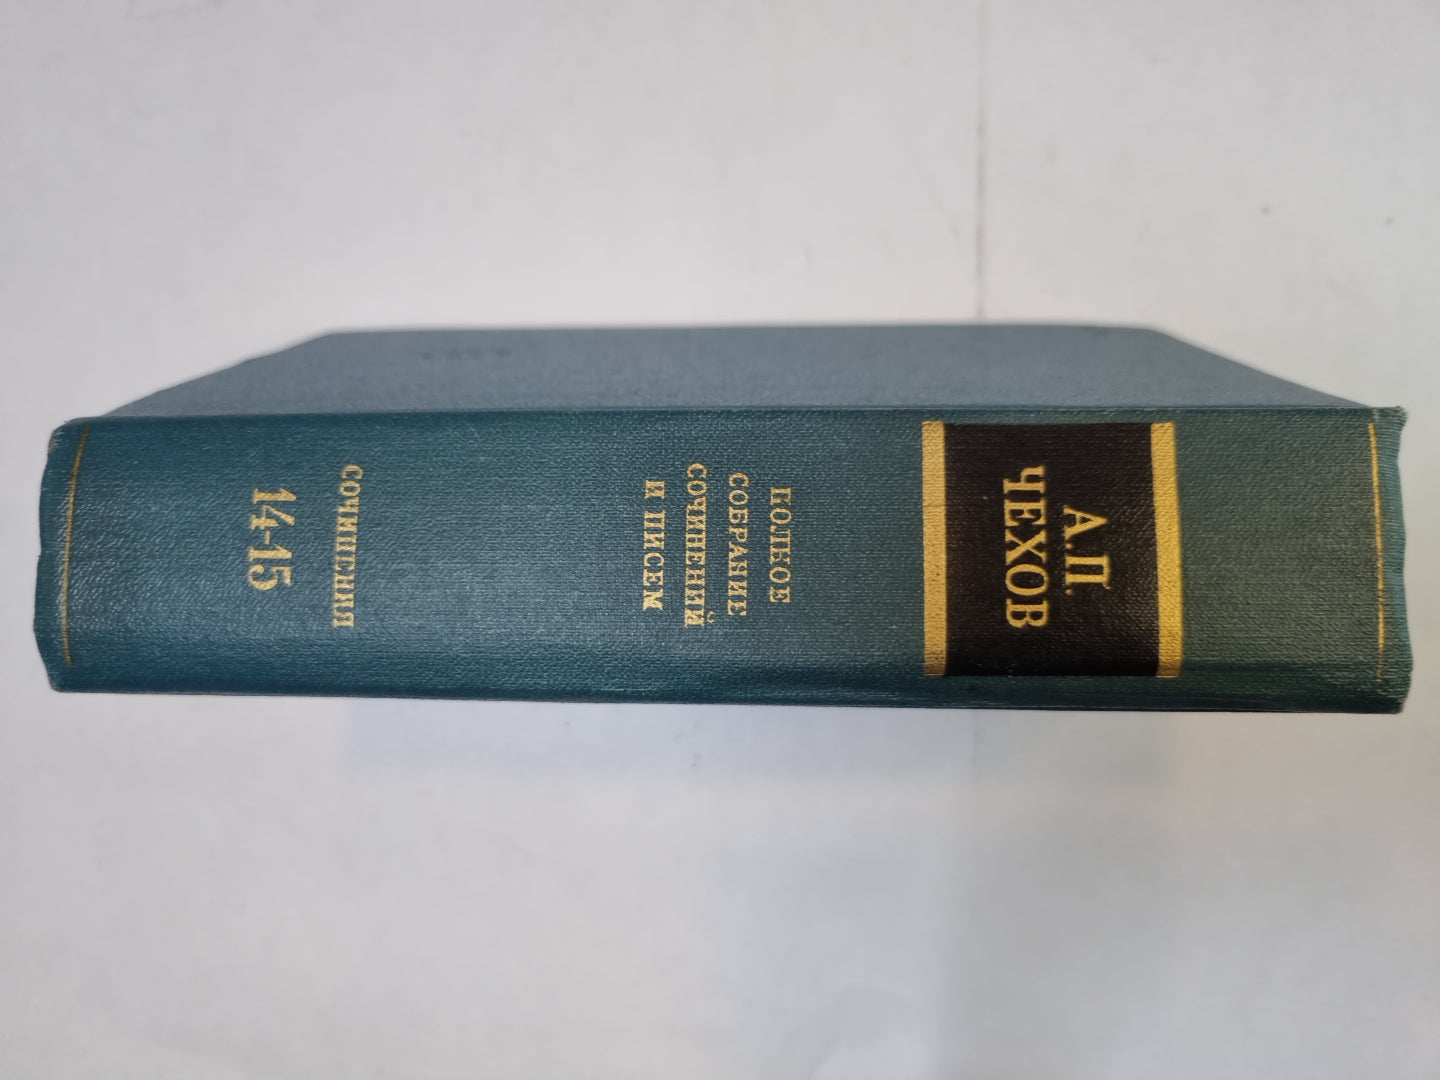 А.П.
ЧЕХОВ
ПОЛНОЕ
СОБРАНИЕ
СОЧИНЕНИЙ
И ПИСЕМ
СОЧИНЕНИЯ
14-15